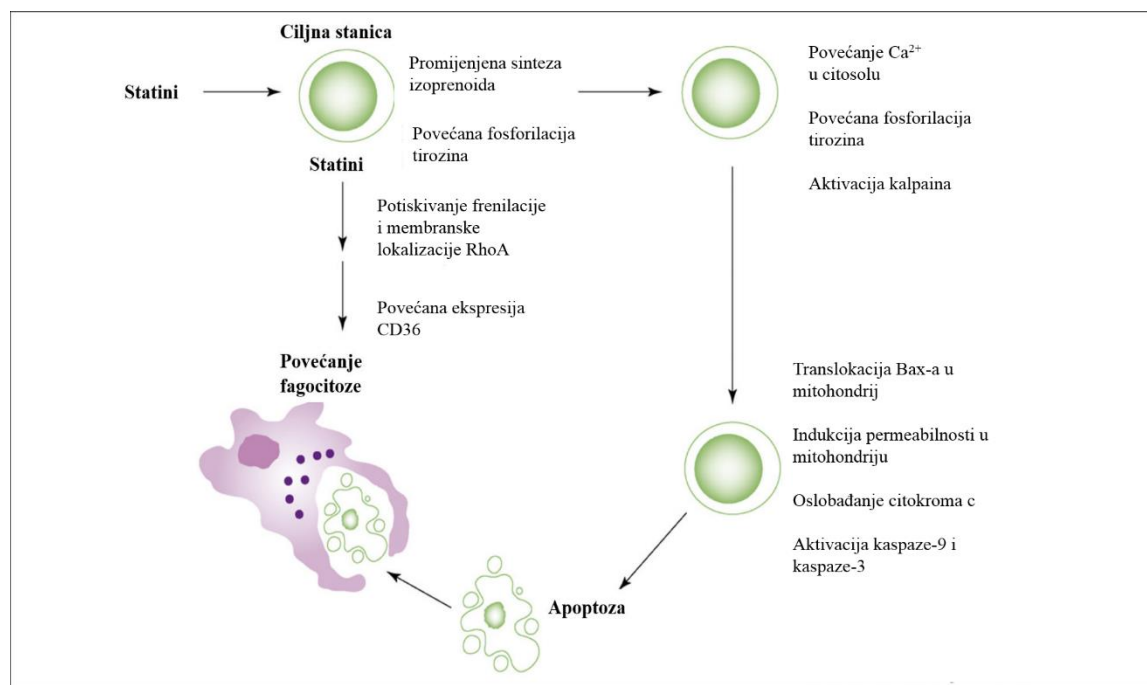 Ciljna stanica
Statini
Promijenjena sinteza
izoprenoida
Povećana fosforilacija
tirozina
Povećanje Ca²⁺
u citosolu
Povećana fosforilacija
tirozina
Aktivacija kalpaina
Statini
Potiskivanje frenilacije
i membranske
lokalizacije RhoA
Povećana ekspresija
CD36
Povećanje
fagocitoze
Translokacija Bax-a u
mitohondrij
Indukcija permeabilnosti u
mitohondriju
Oslobađanje citokroma c
Aktivacija kaspaze-9 i
kaspaze-3
Apoptoza